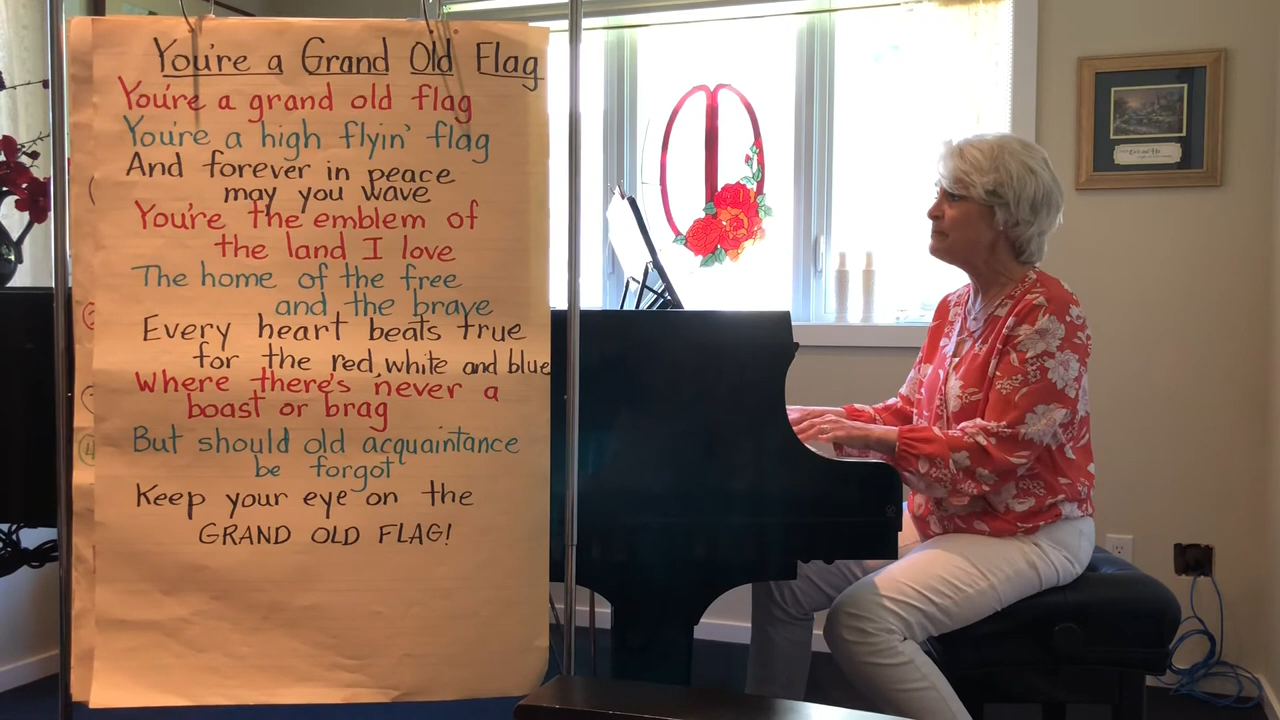 You're a Grand Old Flag
You're a grand old flag
You're a high flyin' flag
And forever in peace
may you wave
You're the emblem of
the land I love
The home of the free
and the brave
Every heart beats true
for the red, white and blue
Where there's never a
boast or brag
But should old acquaintance
be forgot
Keep your eye on the
GRAND OLD FLAG!